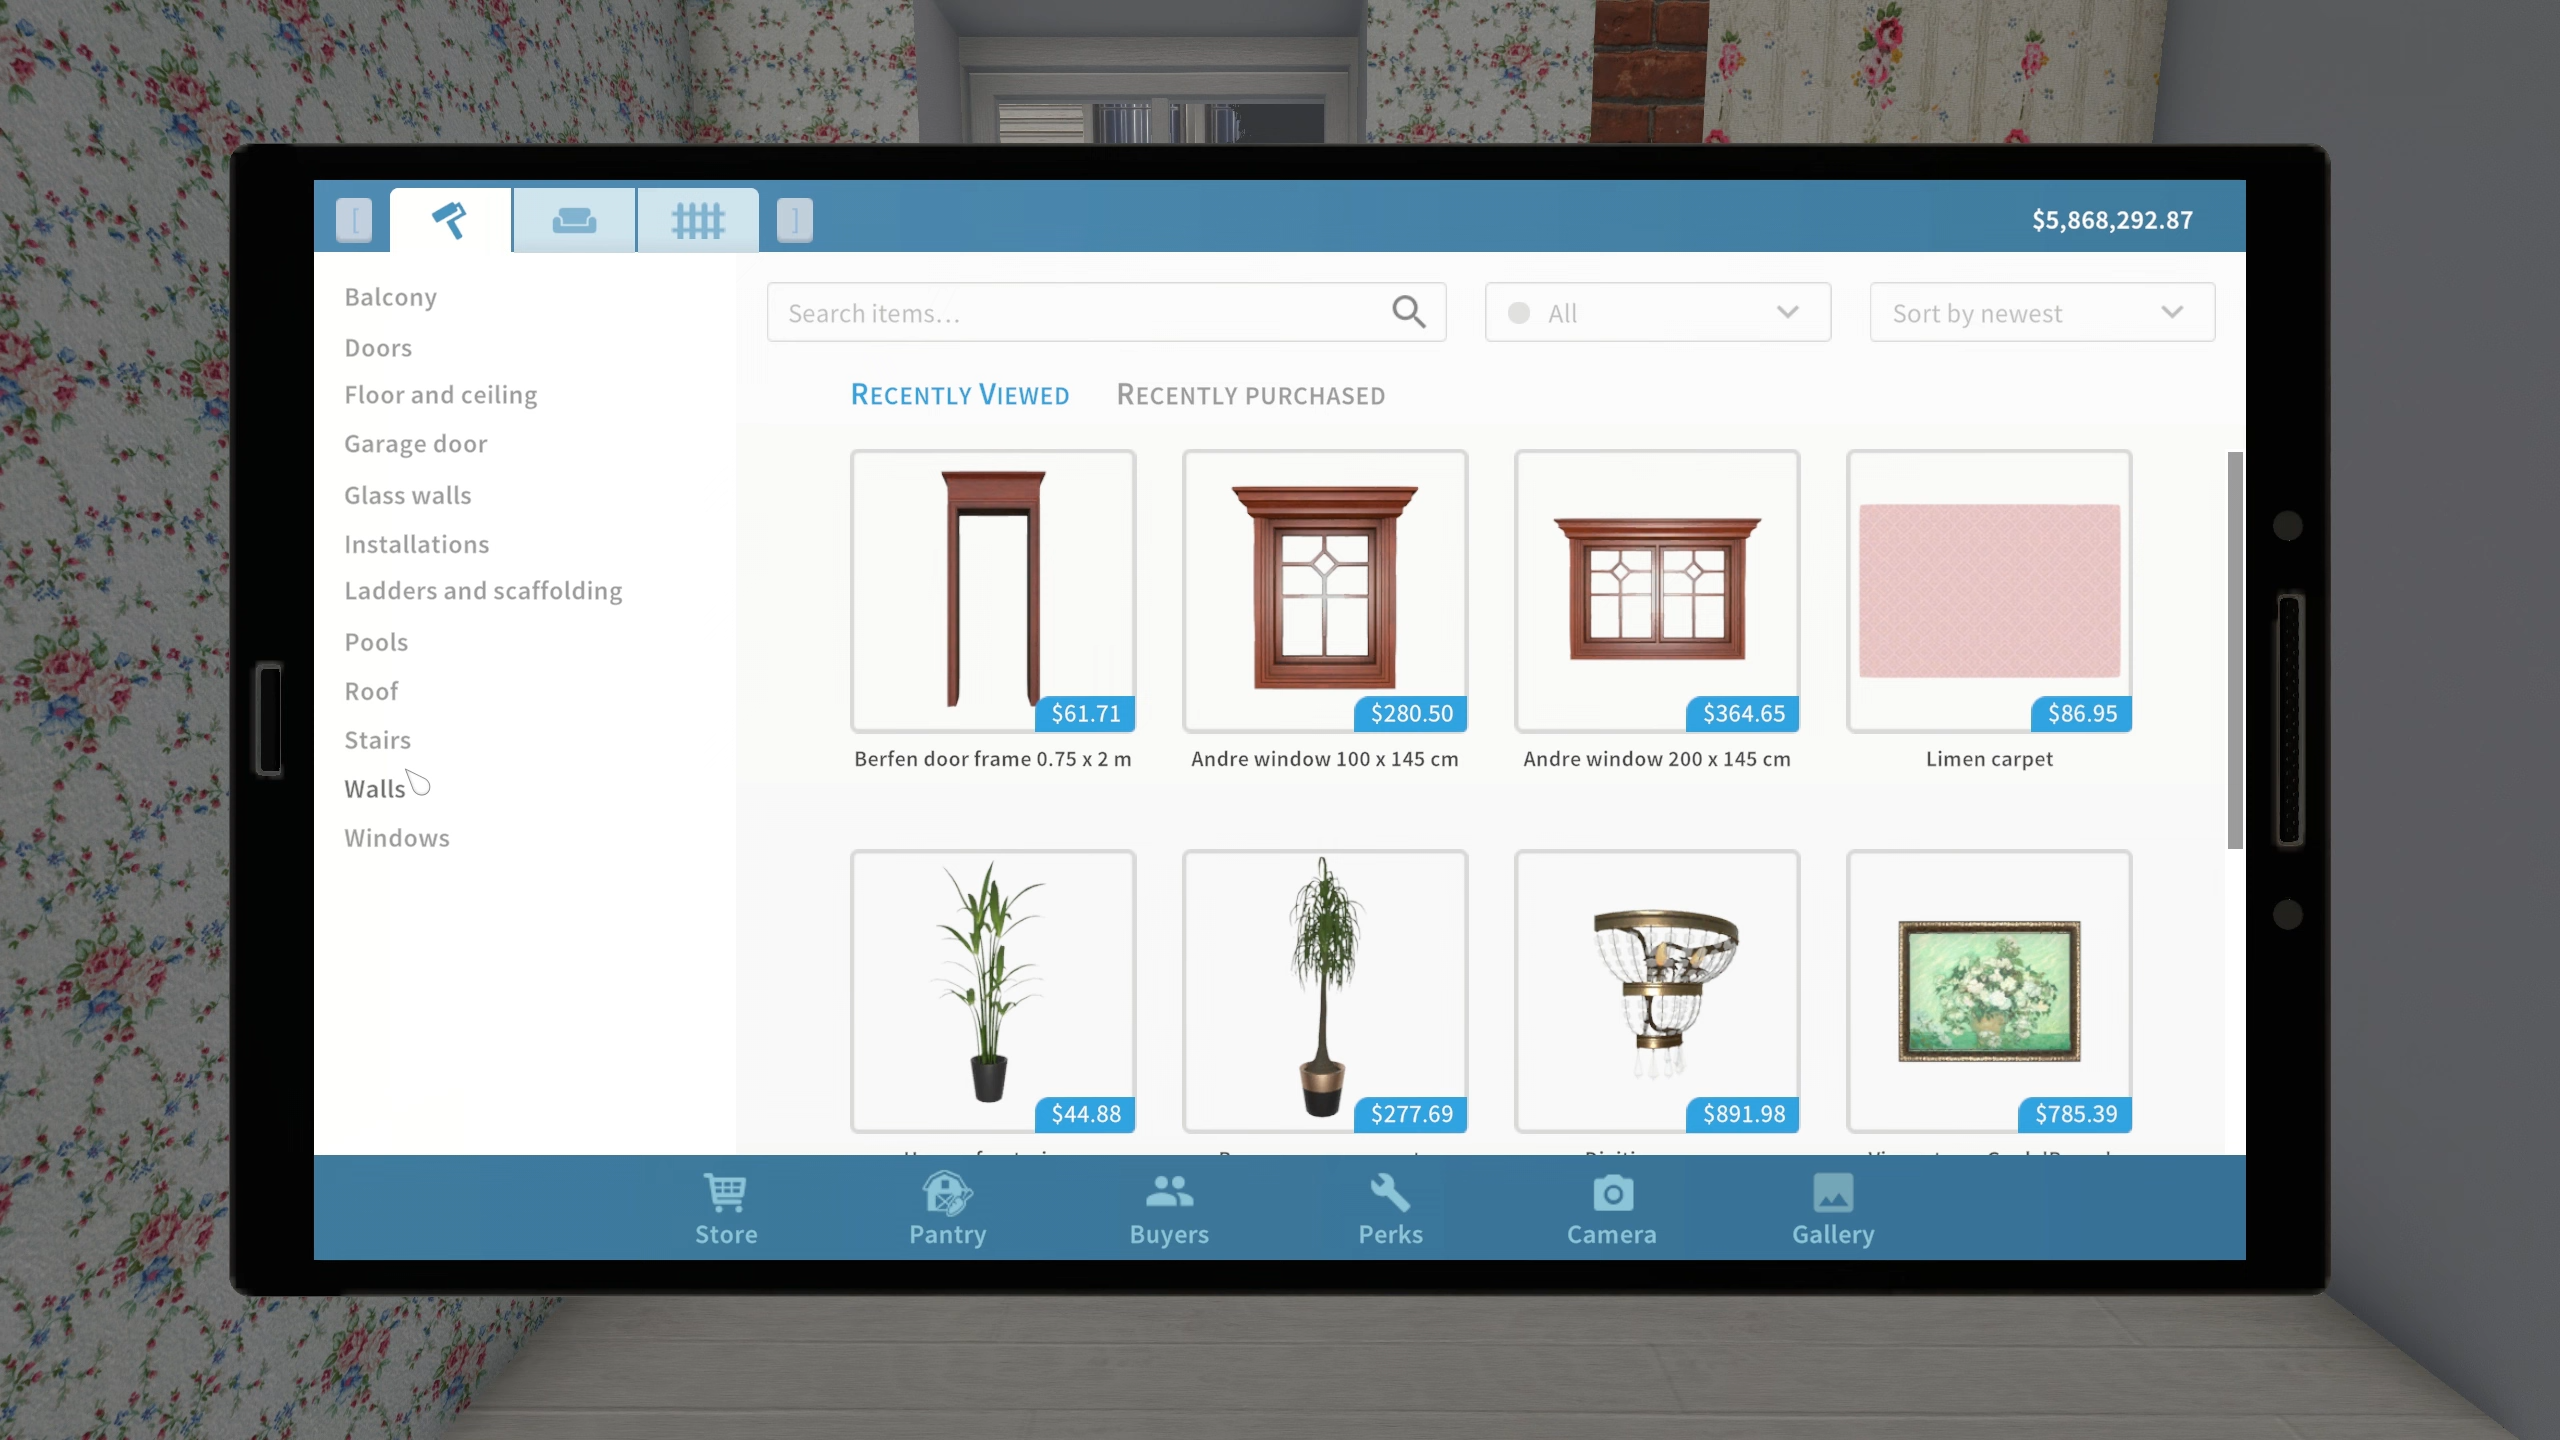 [
]
$5,868,292.87
Balcony
Doors
Floor and ceiling
Garage door
Glass walls
Installations
Ladders and scaffolding
Pools
Roof
Stairs
Walls
Windows
Search items...
All
Sort by newest
RECENTLY VIEWED
RECENTLY PURCHASED
$61.71
$280.50
$364.65
$86.95
Berfen door frame 0.75 x 2 m
Andre window 100 x 145 cm
Andre window 200 x 145 cm
Limen carpet
$44.88
$277.69
$891.98
$785.39
Store
Pantry
Buyers
Perks
Camera
Gallery